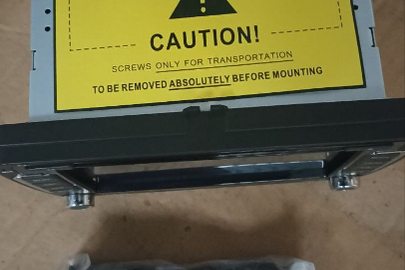 CAUTION!
SCREWS ONLY FOR TRANSPORTATION
TO BE REMOVED ABSOLUTELY BEFORE MOUNTING